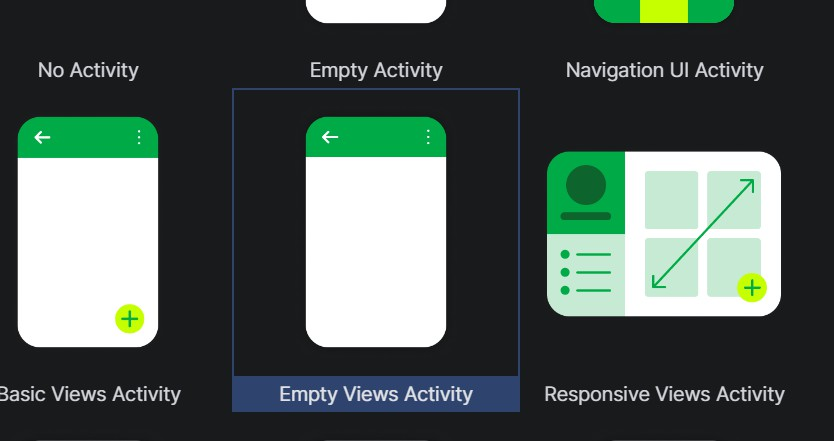 No Activity
Empty Activity
Navigation UI Activity
Basic Views Activity
Empty Views Activity
Responsive Views Activity